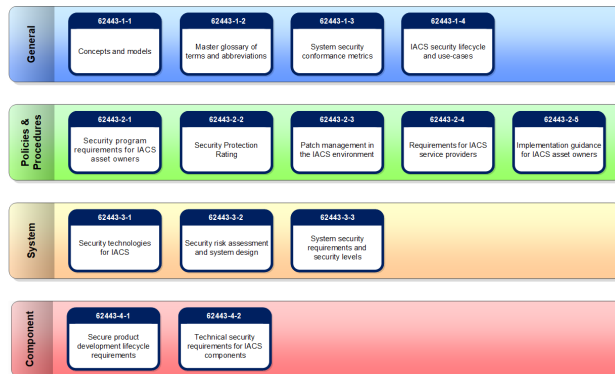 General
62443-1-1
Concepts and models
62443-1-2
Master glossary of
terms and abbreviations
62443-1-3
System security
conformance metrics
62443-1-4
IACS security lifecycle
and use-cases
Policies &
Procedures
62443-2-1
Security program
requirements for IACS
asset owners
62443-2-2
Security Protection
Rating
62443-2-3
Patch management in
the IACS environment
62443-2-4
Requirements for IACS
service providers
62443-2-5
Implementation guidance
for IACS asset owners
System
62443-3-1
Security technologies
for IACS
62443-3-2
Security risk assessment
and system design
62443-3-3
System security
requirements and
security levels
Component
62443-4-1
Secure product
development lifecycle
requirements
62443-4-2
Technical security
requirements for IACS
components